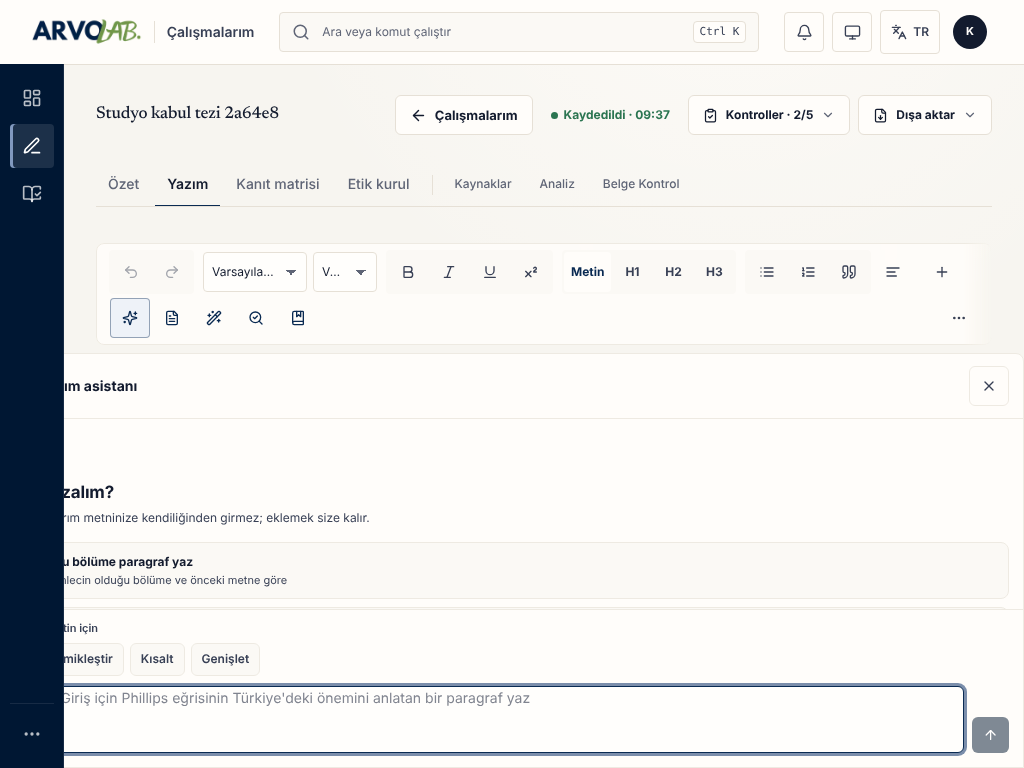 ARVOLAB.
Çalışmalarım
Ara veya komut çalıştır
Ctrl K
TR
K
Studyo kabul tezi 2a64e8
Çalışmalarım
Kaydedildi · 09:37
Kontroller · 2/5
Dışa aktar
Özet
Yazım
Kanıt matrisi
Etik kurul
Kaynaklar
Analiz
Belge Kontrol
Varsayıla...
V...
B
I
U
x²
Metin
H1
H2
H3
ım asistanı
zalım?
rım metninize kendiliğinden girmez; eklemek size kalır.
u bölüme paragraf yaz
nlecin olduğu bölüme ve önceki metne göre
tin için
mikleştir
Kısalt
Genişlet
Giriş için Phillips eğrisinin Türkiye'deki önemini anlatan bir paragraf yaz